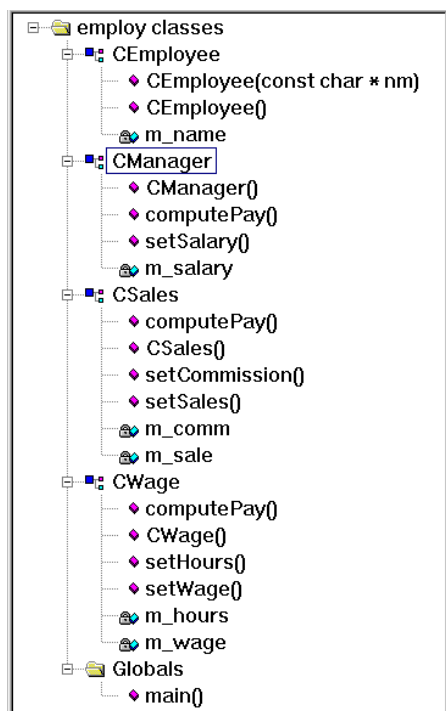 employ classes
CEmployee
CEmployee(const char * nm)
CEmployee()
m_name
CManager
CManager()
computePay()
setSalary()
m_salary
CSales
computePay()
CSales()
setCommission()
setSales()
m_comm
m_sale
CWage
computePay()
CWage()
setHours()
setWage()
m_hours
m_wage
Globals
main()